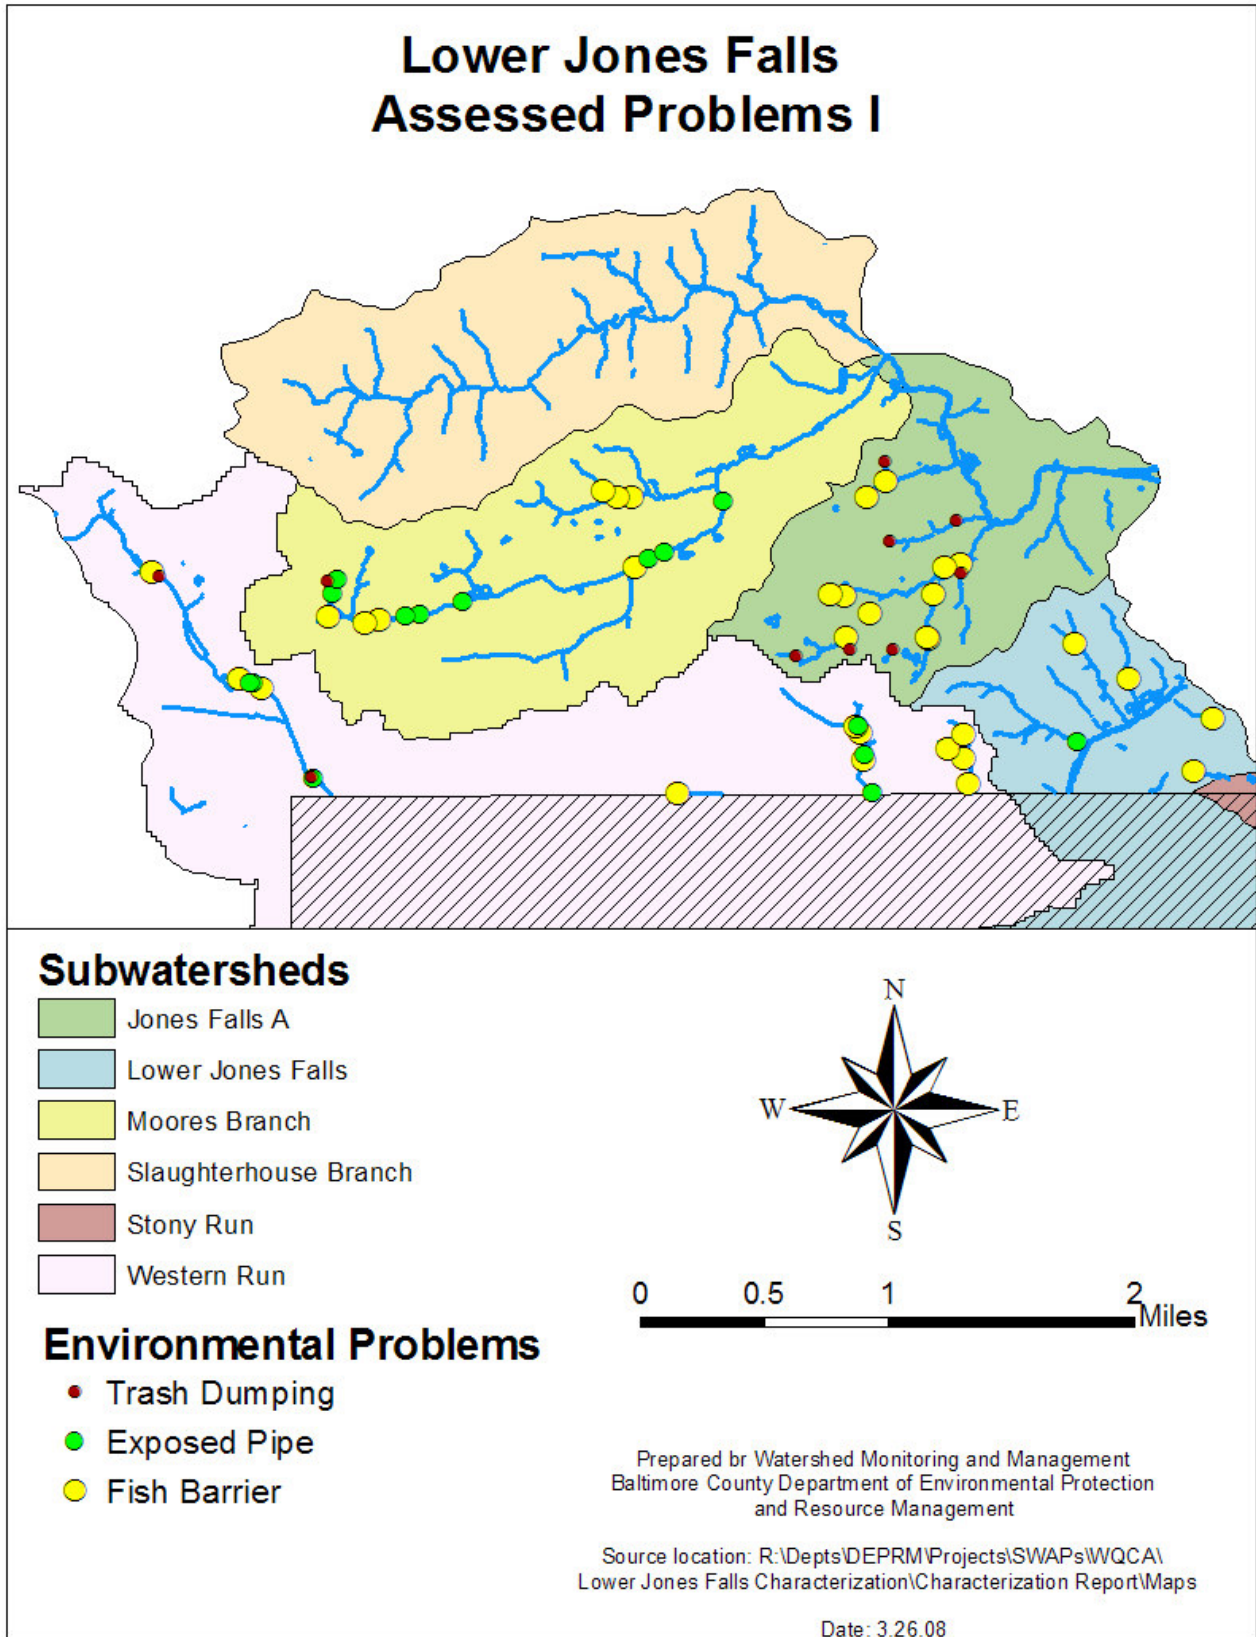 Lower Jones Falls
Assessed Problems I
Subwatersheds
Jones Falls A
Lower Jones Falls
Moores Branch
Slaughterhouse Branch
Stony Run
Western Run
N
W
E
S
0 0.5 1 2
Miles
Environmental Problems
Trash Dumping
Exposed Pipe
Fish Barrier
Prepared br Watershed Monitoring and Management
Baltimore County Department of Environmental Protection
and Resource Management
Source location: R:\Depts\DEPRM\Projects\SWAPs\WQCA\
Lower Jones Falls Characterization\Characterization Report\Maps
Date: 3.26.08